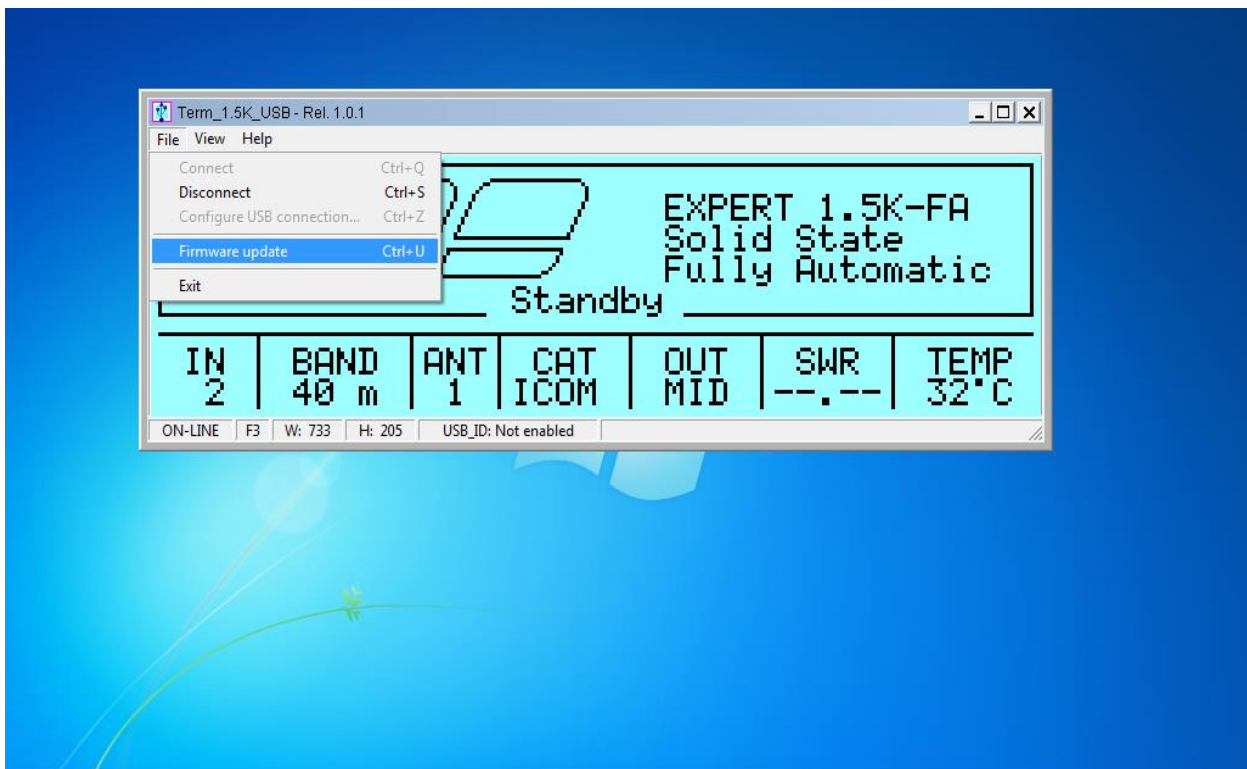 Term_1.5K_USB - Rel. 1.0.1
File View Help
Connect Ctrl+Q
Disconnect Ctrl+S
Configure USB connection... Ctrl+Z
Firmware update Ctrl+U
Exit
EXPERT 1.5K-FA
Solid State
Fully Automatic
Standby
IN BAND ANT CAT OUT SWR TEMP
2 40 m 1 ICOM MID --.-- 32°C
ON-LINE F3 W: 733 H: 205 USB_ID: Not enabled